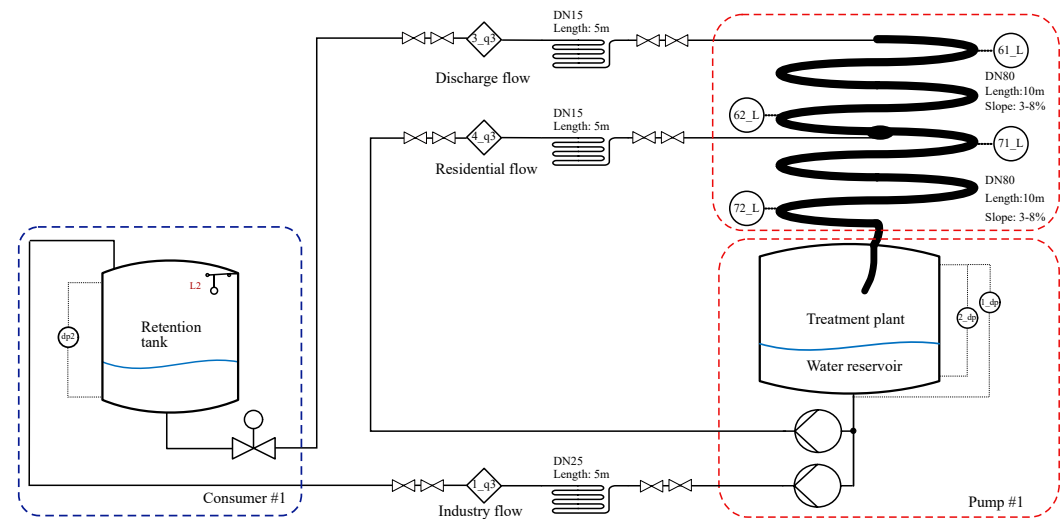 DN15
Length: 5m
3_q3
Discharge flow
61_L
DN80
Length:10m
Slope: 3-8%
62_L
DN15
Length: 5m
4_q3
Residential flow
71_L
DN80
Length:10m
Slope: 3-8%
72_L
L2
dp2
Retention
tank
Treatment plant
Water reservoir
1_dp
2_dp
DN25
Length: 5m
1_q3
Industry flow
Consumer #1
Pump #1